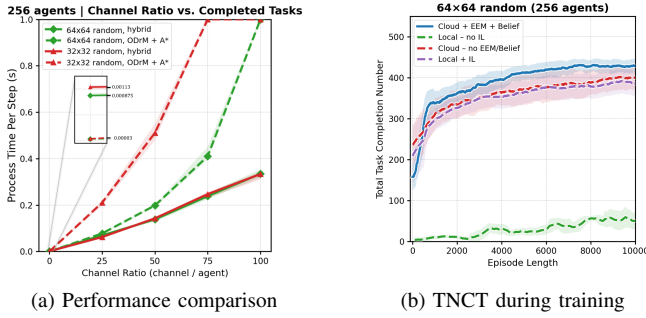 256 agents | Channel Ratio vs. Completed Tasks
64x64 random, hybrid
64x64 random, ODrM + A*
32x32 random, hybrid
32x32 random, ODrM + A*
0.00113
0.000875
0.00003
Process Time Per Step (s)
1.0
0.8
0.6
0.4
0.2
0.0
0 25 50 75 100
Channel Ratio (channel / agent)
(a) Performance comparison
64×64 random (256 agents)
Cloud + EEM + Belief
Local – no IL
Cloud – no EEM/Belief
Local + IL
Total Task Completion Number
500
400
300
200
100
0
0 2000 4000 6000 8000 10000
Episode Length
(b) TNCT during training